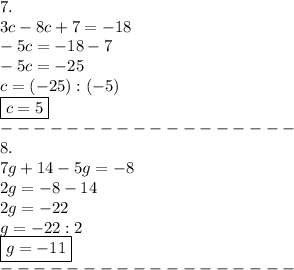 7.
3c − 8c + 7 = −18
− 5c = −18 − 7
− 5c = −25
c = (−25) : (−5)
c = 5
− − − − − − − − − − − − − − − − − −
8.
7g + 14 − 5g = −8
2g = −8 − 14
2g = −22
g = −22 : 2
g = −11
− − − − − − − − − − − − − − − − − −